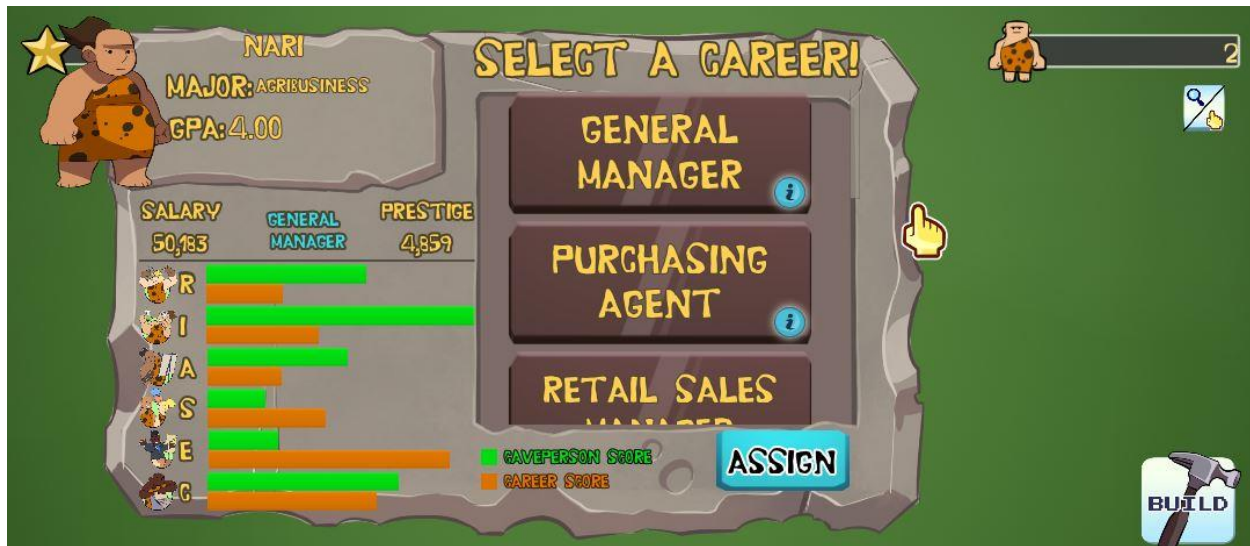 NARI
MAJOR: AGRIBUSINESS
GPA: 4.00
SELECT A CAREER!
2
GENERAL
MANAGER
i
SALARY
50,183
GENERAL
MANAGER
PRESTIGE
4,859
PURCHASING
AGENT
i
R
I
A
S
E
C
RETAIL SALES
MANAGER
CAVEPERSON SCORE
CAREER SCORE
ASSIGN
BUILD